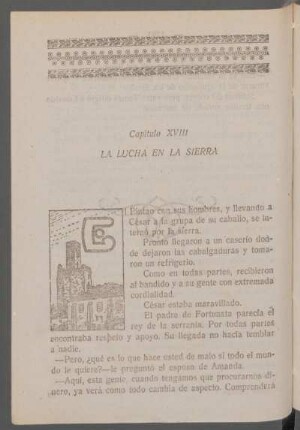 Capítulo XVIII
LA LUCHA EN LA SIERRA
E
con sus hombres, y llevando a
César a la grupa de su caballo, se in-
ternó por la sierra.
Pronto llegaron a un caserío don-
de dejaron las cabalgaduras y toma-
ron un refrigerio.
Como en todas partes, recibieron
al bandido y a su gente con extremada
cordialidad.
César estaba maravillado.
El padre de Fortunata parecía el
rey de la serranía. Por todas partes
encontraba respeto y apoyo. Su llegada no hacía temblar
a nadie.
—Pero, ¿qué es lo que hace usted de malo si todo el mun-
do le quiere?—le preguntó el esposo de Amanda.
—Aquí, esta gente, cuando tengamos que procurarnos di-
nero, ya verá como todo cambia de aspecto. Comprenderá